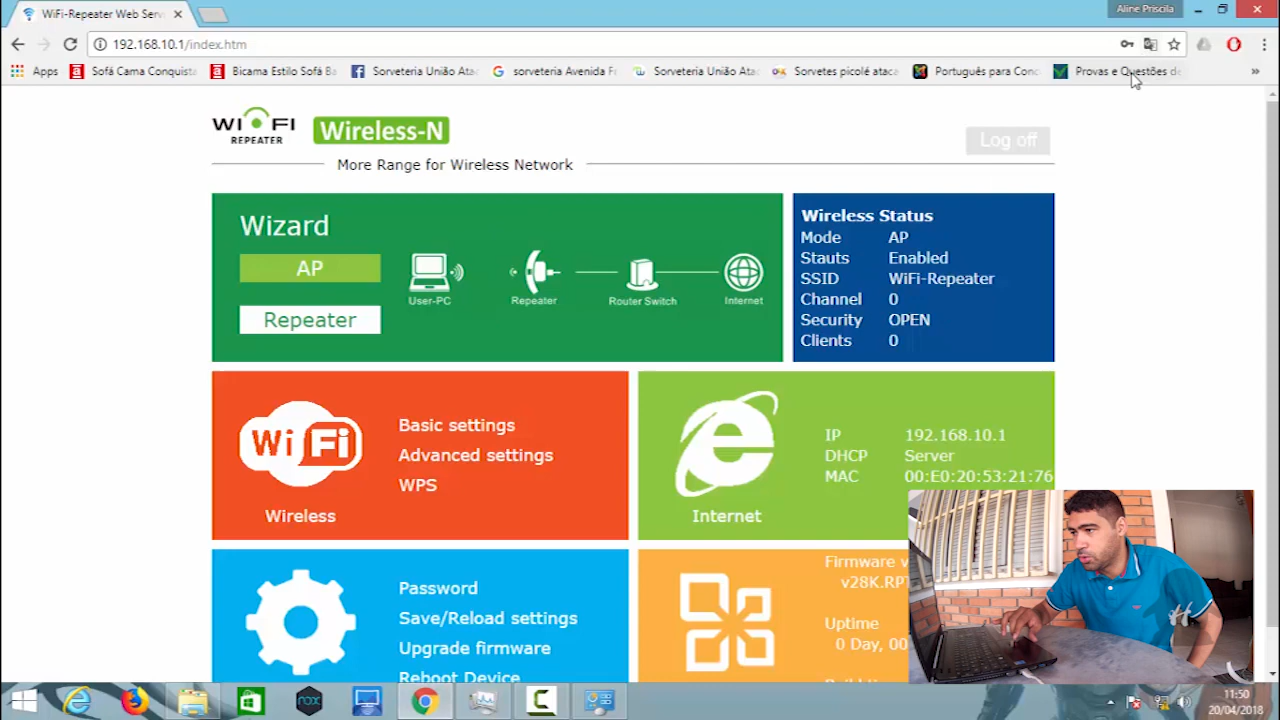 WiFi-Repeater Web Serv
Aline Priscila
192.168.10.1/index.htm
Apps
Sofá Cama Conquista
Bicama Estilo Sofá Ba
Sorveteria União Atac
sorveteria Avenida F
Sorveteria União Atac
Sorvetes picolé ataca
Português para Conc
Provas e Questões de
WI-FI
REPEATER
Wireless-N
Log off
More Range for Wireless Network
Wizard
AP
Repeater
User-PC
Repeater
Router Switch
Internet
Wireless Status
Mode AP
Stauts Enabled
SSID WiFi-Repeater
Channel 0
Security OPEN
Clients 0
WiFi
Wireless
Basic settings
Advanced settings
WPS
Internet
IP 192.168.10.1
DHCP Server
MAC 00:E0:20:53:21:76
Password
Save/Reload settings
Upgrade firmware
Reboot Device
Firmware v
v28K.RPT
Uptime
0 Day, 00
nox
11:50
20/04/2018